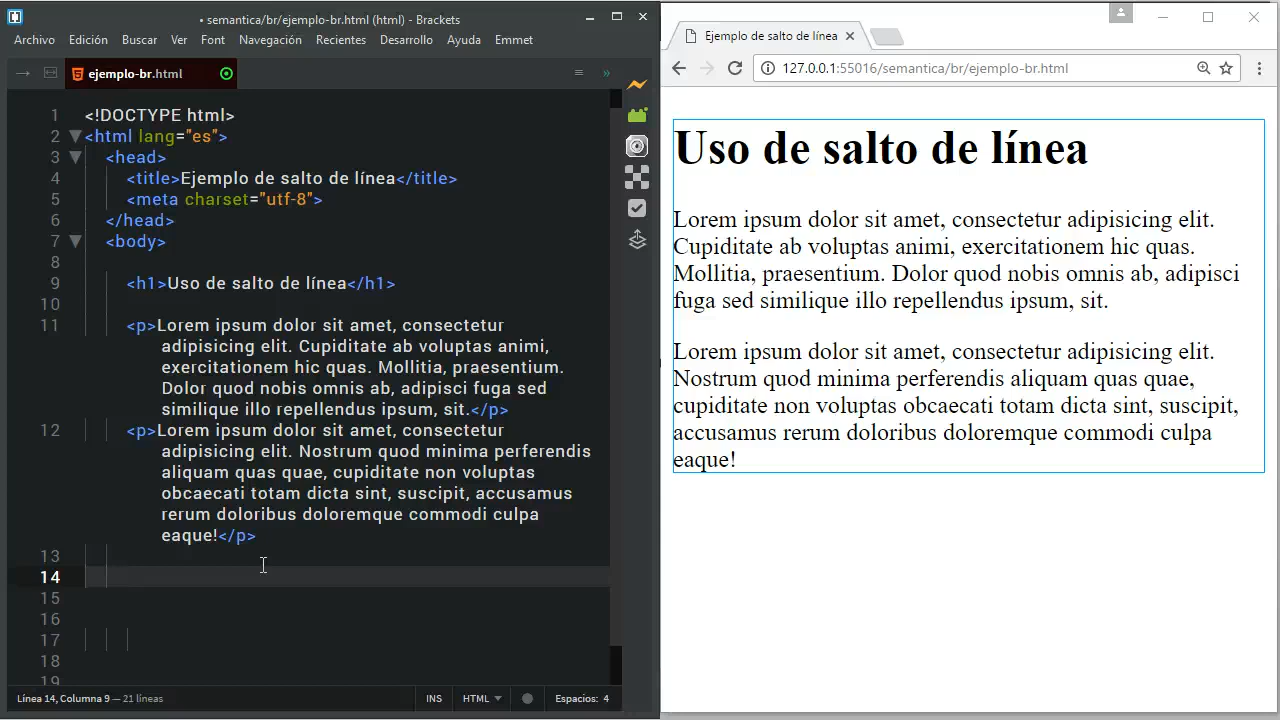 • semantica/br/ejemplo-br.html (html) - Brackets
Archivo Edición Buscar Ver Font Navegación Recientes Desarrollo Ayuda Emmet
ejemplo-br.html
1 <!DOCTYPE html>
2 <html lang="es">
3 <head>
4 <title>Ejemplo de salto de línea</title>
5 <meta charset="utf-8">
6 </head>
7 <body>
8
9 <h1>Uso de salto de línea</h1>
10
11 <p>Lorem ipsum dolor sit amet, consectetur
adipisicing elit. Cupiditate ab voluptas animi,
exercitationem hic quas. Mollitia, praesentium.
Dolor quod nobis omnis ab, adipisci fuga sed
similique illo repellendus ipsum, sit.</p>
12 <p>Lorem ipsum dolor sit amet, consectetur
adipisicing elit. Nostrum quod minima perferendis
aliquam quas quae, cupiditate non voluptas
obcaecati totam dicta sint, suscipit, accusamus
rerum doloribus doloremque commodi culpa
eaque!</p>
13
14
15
16
17
18
19
Línea 14, Columna 9 — 21 líneas
INS HTML Espacios: 4
Ejemplo de salto de línea
127.0.0.1:55016/semantica/br/ejemplo-br.html
Uso de salto de línea
Lorem ipsum dolor sit amet, consectetur adipisicing elit.
Cupiditate ab voluptas animi, exercitationem hic quas.
Mollitia, praesentium. Dolor quod nobis omnis ab, adipisci
fuga sed similique illo repellendus ipsum, sit.
Lorem ipsum dolor sit amet, consectetur adipisicing elit.
Nostrum quod minima perferendis aliquam quas quae,
cupiditate non voluptas obcaecati totam dicta sint, suscipit,
accusamus rerum doloribus doloremque commodi culpa
eaque!